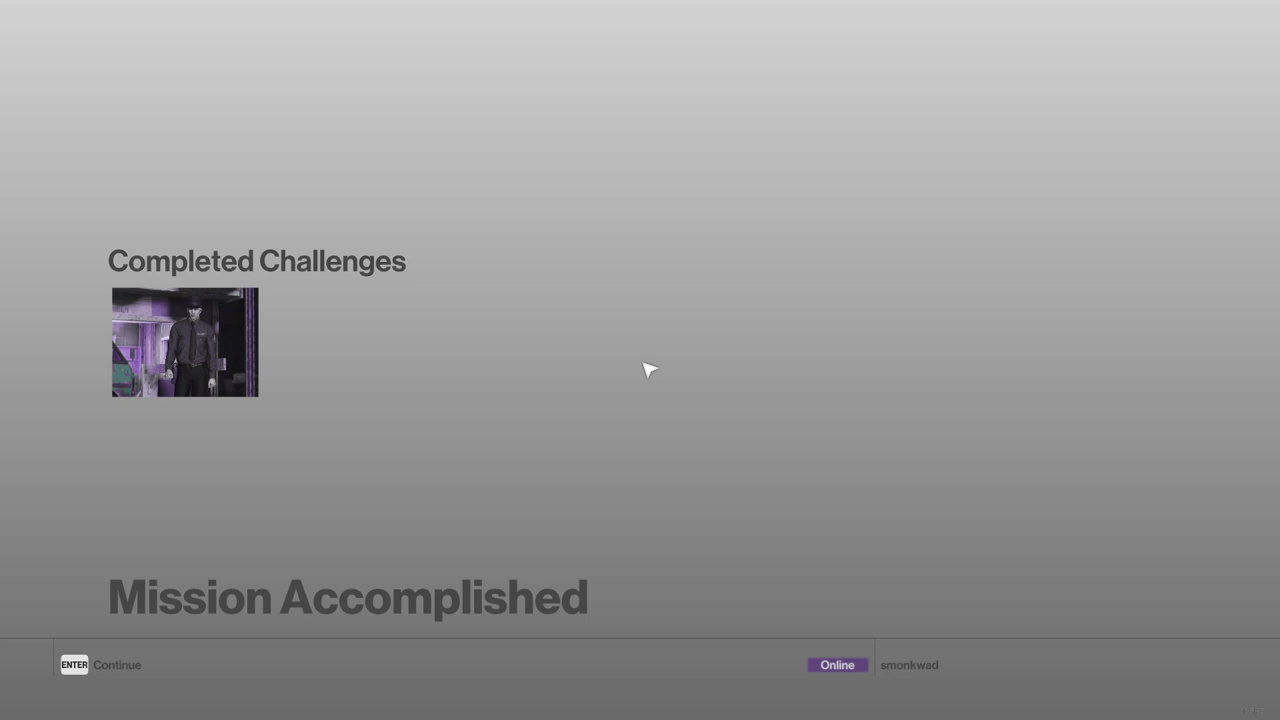 Completed Challenges
Mission Accomplished
ENTER Continue
Online smonkwad